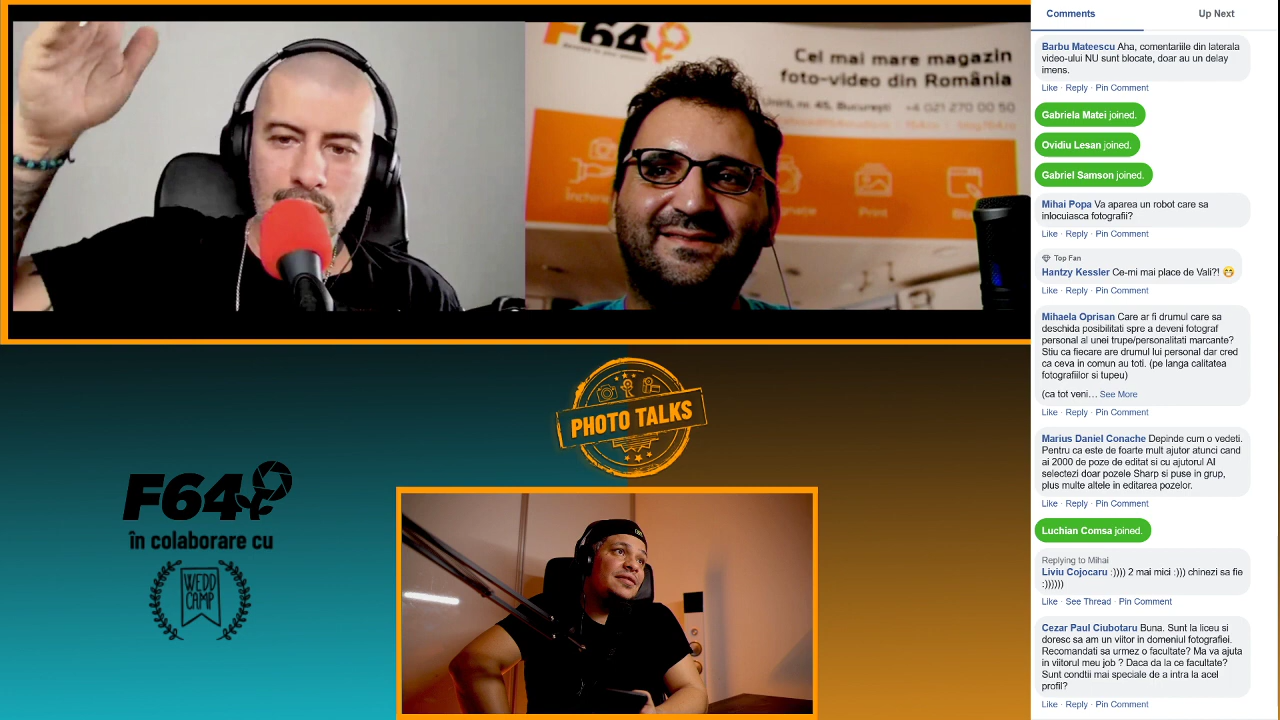 F64
Cel mai mare magazin
foto-video din România
Unirii, nr. 45, București +4 021 270 00 50
Închiri
Print
PHOTO TALKS
F64
în colaborare cu
WEDD
CAMP
Comments Up Next
Barbu Mateescu Aha, comentariile din laterala
video-ului NU sunt blocate, doar au un delay
imens.
Like · Reply · Pin Comment
Gabriela Matei joined.
Ovidiu Lesan joined.
Gabriel Samson joined.
Mihai Popa Va aparea un robot care sa
inlocuiasca fotografii?
Like · Reply · Pin Comment
Top Fan
Hantzy Kessler Ce-mi mai place de Vali?! 🤭
Like · Reply · Pin Comment
Mihaela Oprisan Care ar fi drumul care sa
deschida posibilitati spre a deveni fotograf
personal al unei trupe/personalitati marcante?
Stiu ca fiecare are drumul lui personal dar cred
ca ceva in comun au toti. (pe langa calitatea
fotografiilor si tupeu)
(ca tot veni... See More
Like · Reply · Pin Comment
Marius Daniel Conache Depinde cum o vedeti.
Pentru ca este de foarte mult ajutor atunci cand
ai 2000 de poze de editat si cu ajutorul AI
selectezi doar pozele Sharp si puse in grup,
plus multe altele in editarea pozelor.
Like · Reply · Pin Comment
Luchian Comsa joined.
Replying to Mihai
Liviu Cojocaru :)))) 2 mai mici :))) chinezi sa fie
:))))))
Like · See Thread · Pin Comment
Cezar Paul Ciubotaru Buna. Sunt la liceu si
doresc sa am un viitor in domeniul fotografiei.
Recomandati sa urmez o facultate? Ma va ajuta
in viitorul meu job ? Daca da la ce facultate?
Sunt condtii mai speciale de a intra la acel
profil?
Like · Reply · Pin Comment